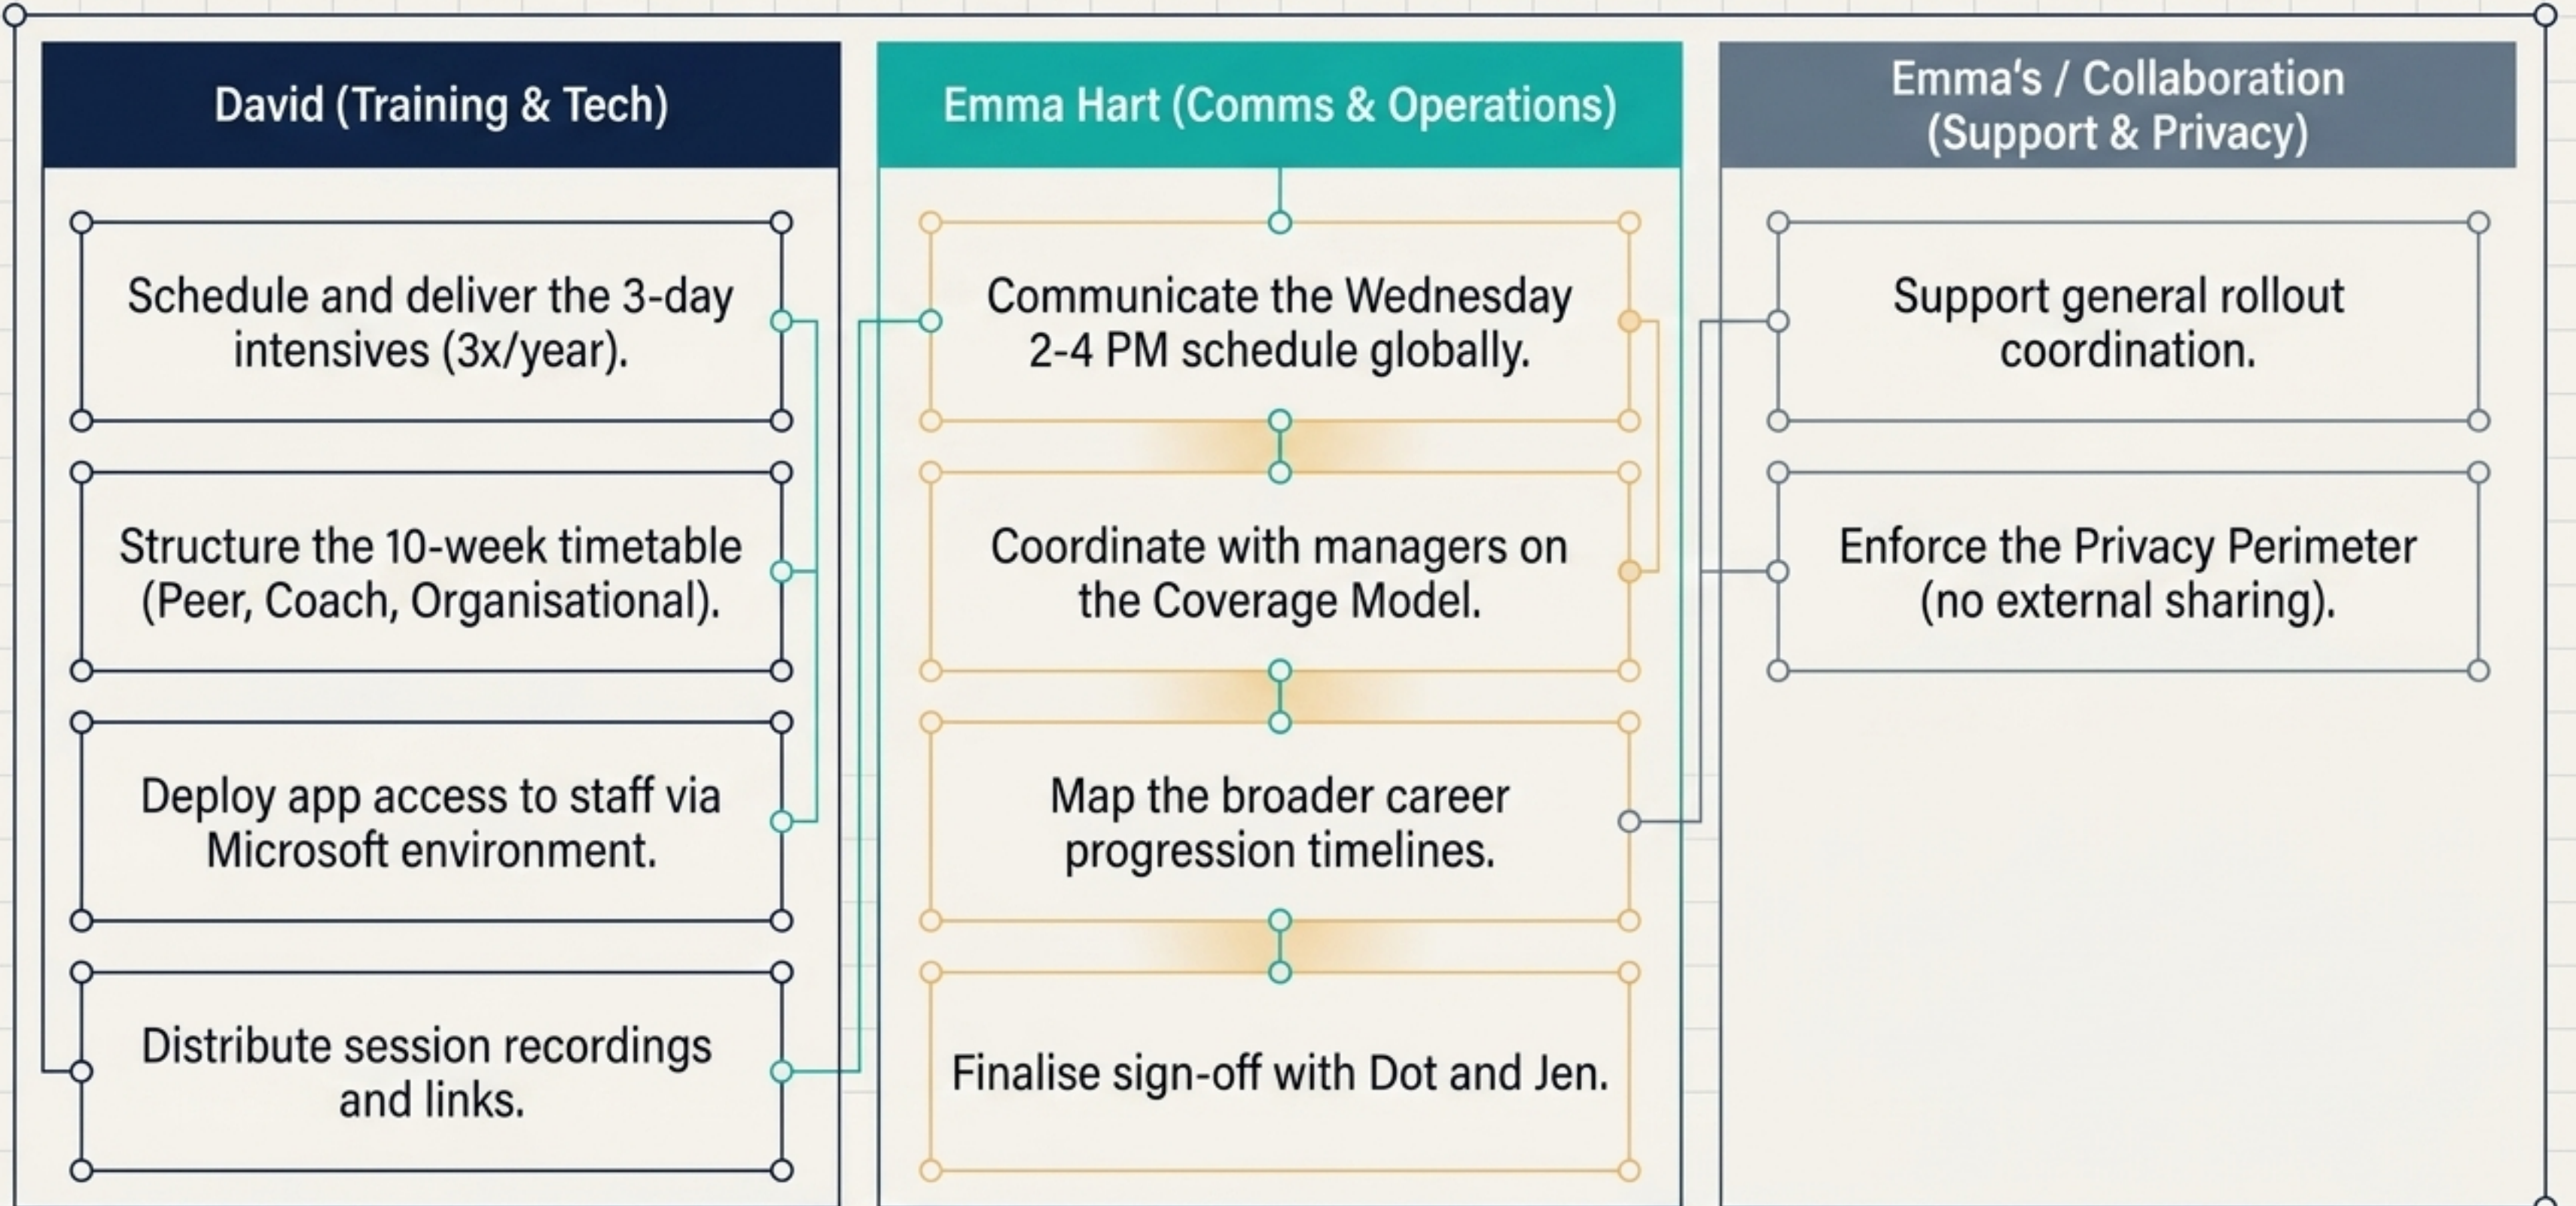 David (Training & Tech)
Schedule and deliver the 3-day
intensives (3x/year).
Structure the 10-week timetable
(Peer, Coach, Organisational).
Deploy app access to staff via
Microsoft environment.
Distribute session recordings
and links.
Emma Hart (Comms & Operations)
Communicate the Wednesday
2-4 PM schedule globally.
Coordinate with managers on
the Coverage Model.
Map the broader career
progression timelines.
Finalise sign-off with Dot and Jen.
Emma‘s / Collaboration
(Support & Privacy)
Support general rollout
coordination.
Enforce the Privacy Perimeter
(no external sharing).